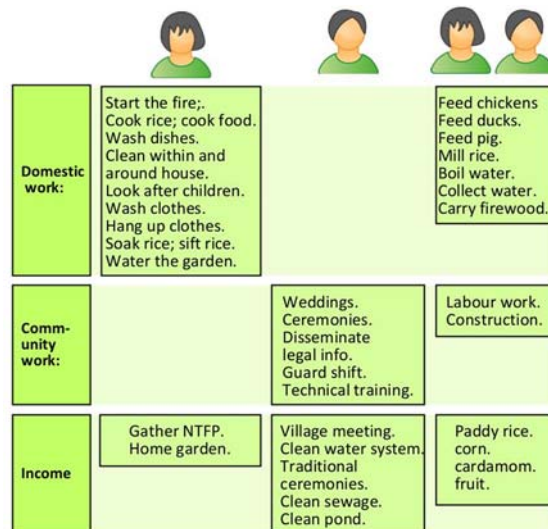 Domestic
work:
Start the fire;.
Cook rice; cook food.
Wash dishes.
Clean within and
around house.
Look after children.
Wash clothes.
Hang up clothes.
Soak rice; sift rice.
Water the garden.
Feed chickens
Feed ducks.
Feed pig.
Mill rice.
Boil water.
Collect water.
Carry firewood.
Comm-
unity
work:
Weddings.
Ceremonies.
Disseminate
legal info.
Guard shift.
Technical training.
Labour work.
Construction.
Income
Gather NTFP.
Home garden.
Village meeting.
Clean water system.
Traditional
ceremonies.
Clean sewage.
Clean pond.
Paddy rice.
corn.
cardamom.
fruit.